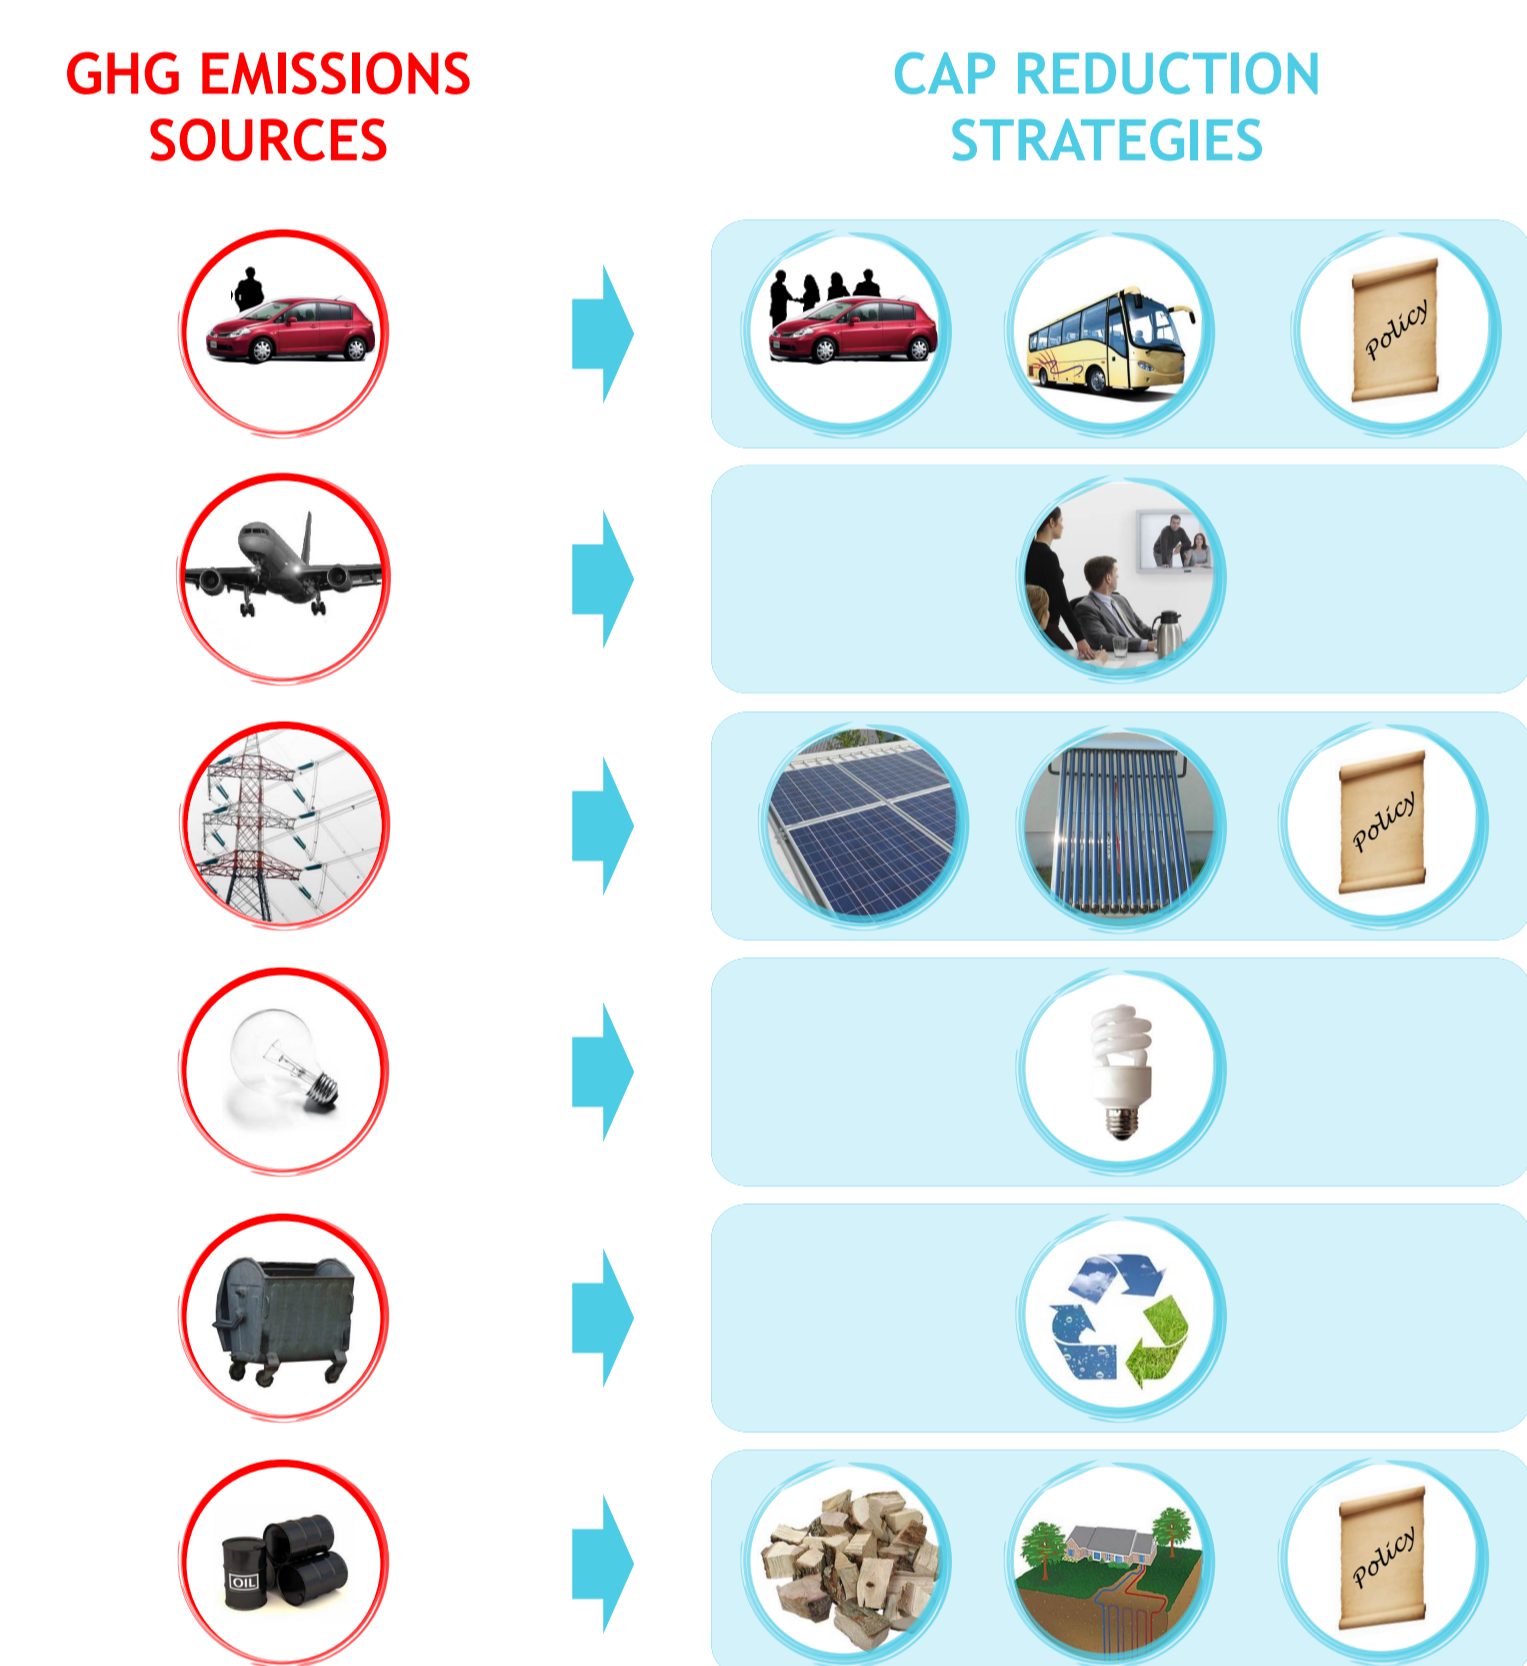 GHG EMISSIONS
SOURCES
CAP REDUCTION
STRATEGIES
Policy
Policy
OIL
Policy